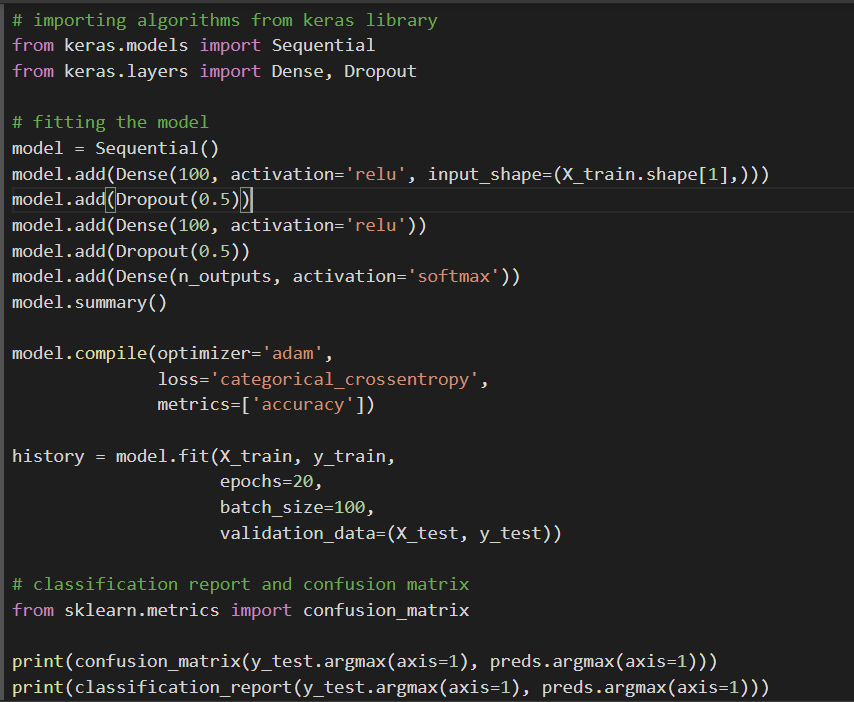 # importing algorithms from keras library
from keras.models import Sequential
from keras.layers import Dense, Dropout
# fitting the model
model = Sequential()
model.add(Dense(100, activation='relu', input_shape=(X_train.shape[1],)))
model.add(Dropout(0.5))
model.add(Dense(100, activation='relu'))
model.add(Dropout(0.5))
model.add(Dense(n_outputs, activation='softmax'))
model.summary()
model.compile(optimizer='adam',
              loss='categorical_crossentropy',
              metrics=['accuracy'])
history = model.fit(X_train, y_train,
                    epochs=20,
                    batch_size=100,
                    validation_data=(X_test, y_test))
# classification report and confusion matrix
from sklearn.metrics import confusion_matrix
print(confusion_matrix(y_test.argmax(axis=1), preds.argmax(axis=1)))
print(classification_report(y_test.argmax(axis=1), preds.argmax(axis=1)))